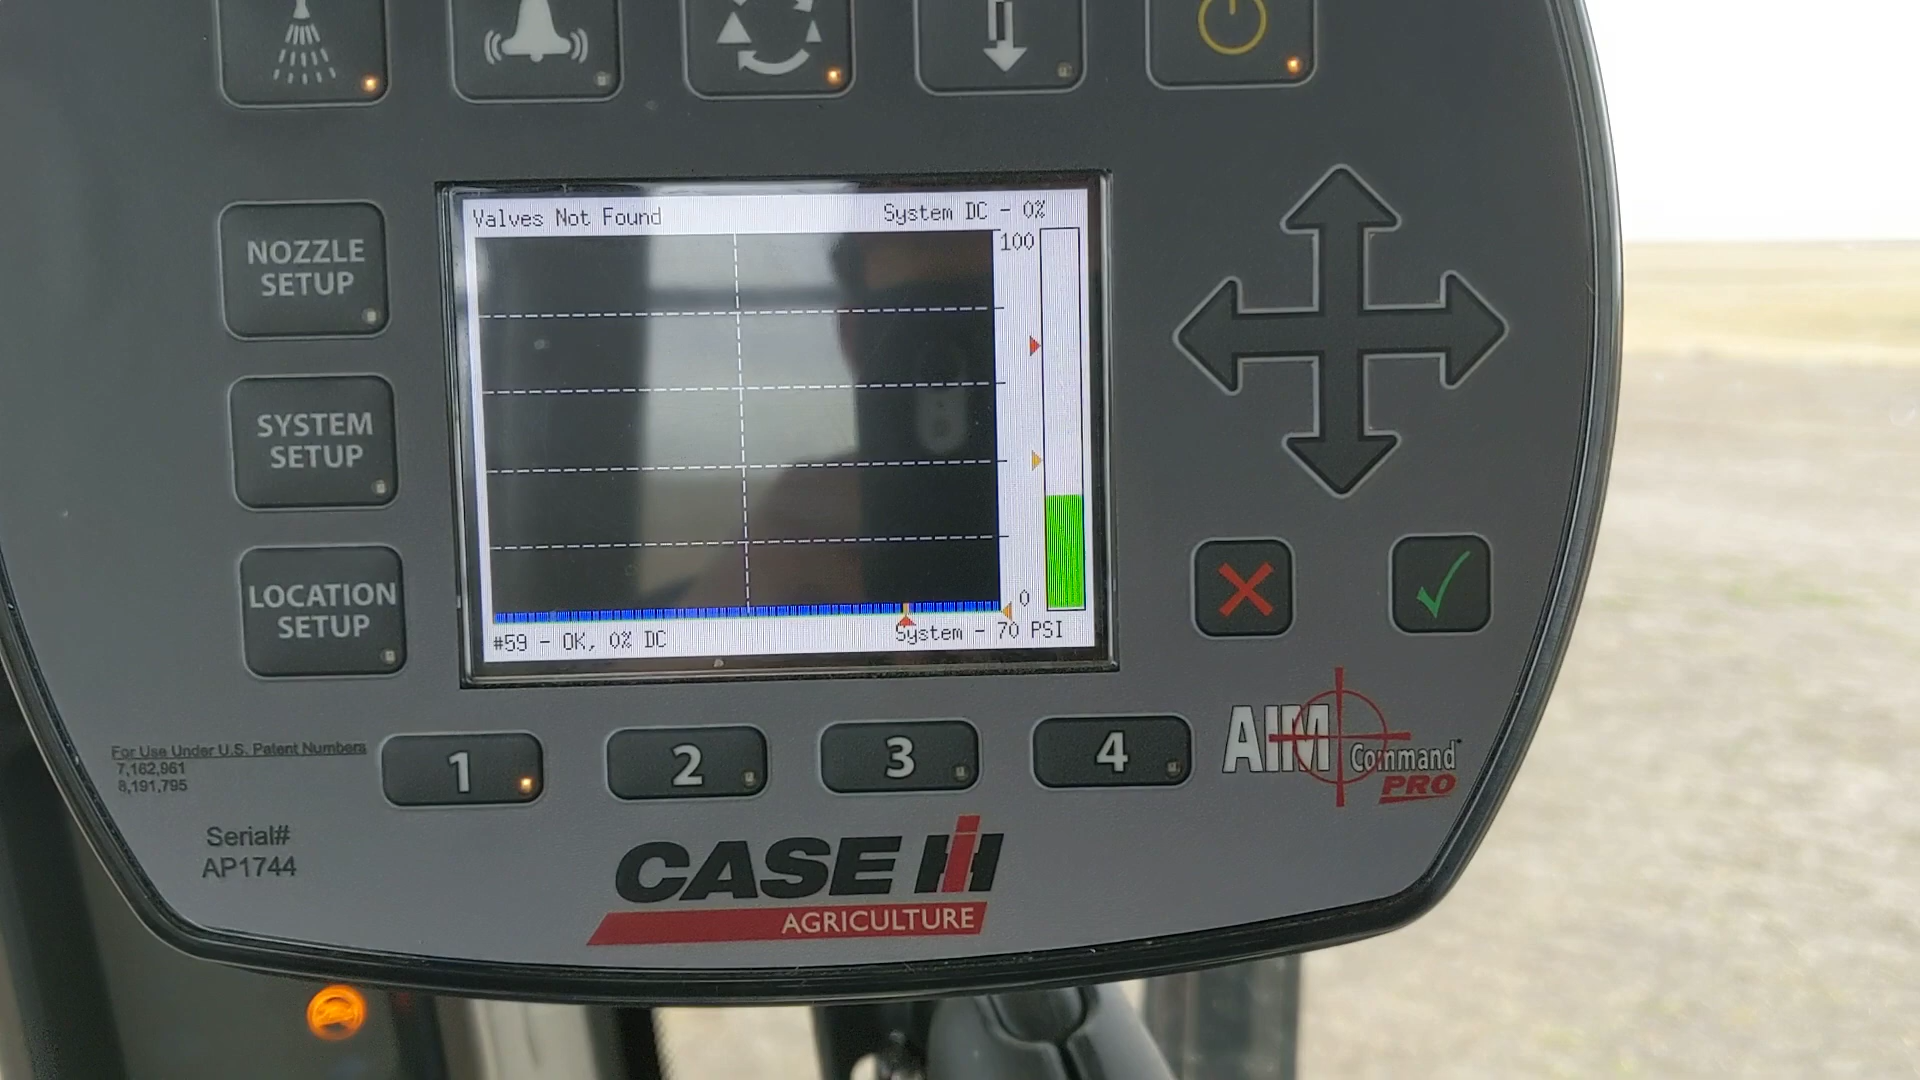 Valves Not Found
System DC - 0%
100
0
#59 - OK, 0% DC
System - 70 PSI
NOZZLE
SETUP
SYSTEM
SETUP
LOCATION
SETUP
1
2
3
4
For Use Under U.S. Patent Numbers
7,162,961
8,191,795
Serial#
AP1744
AIM Command
PRO
CASE IH
AGRICULTURE